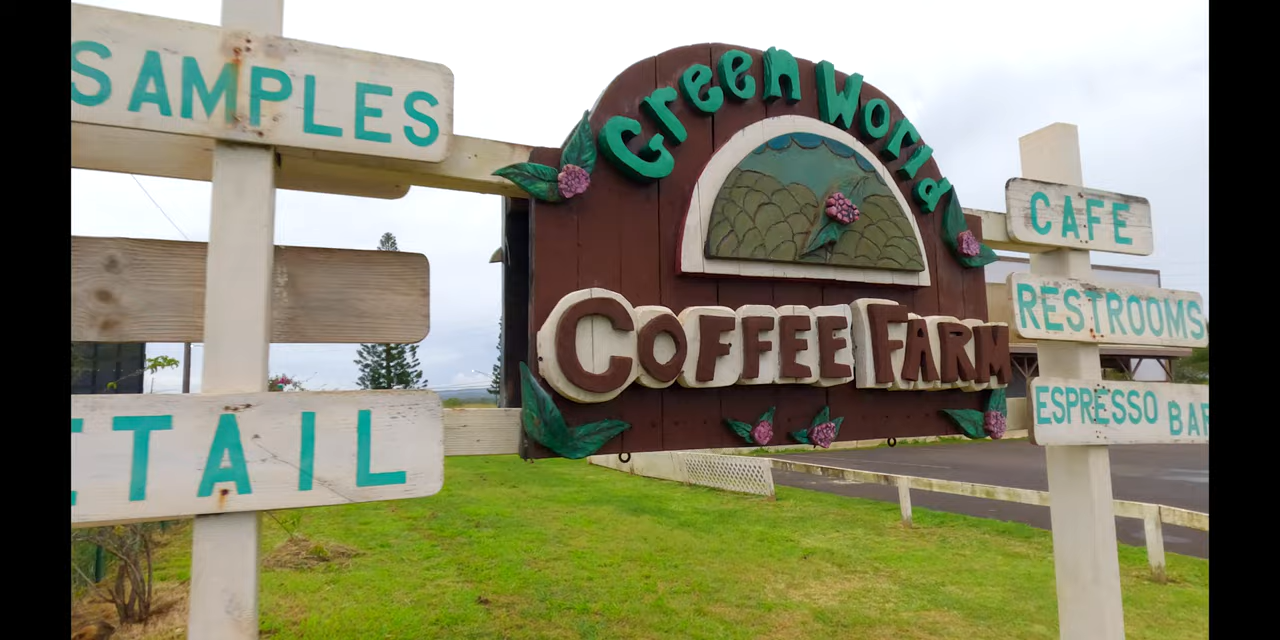 SAMPLES
TAIL
Green World
COFFEE FARM
CAFE
RESTROOMS
ESPRESSO BAR